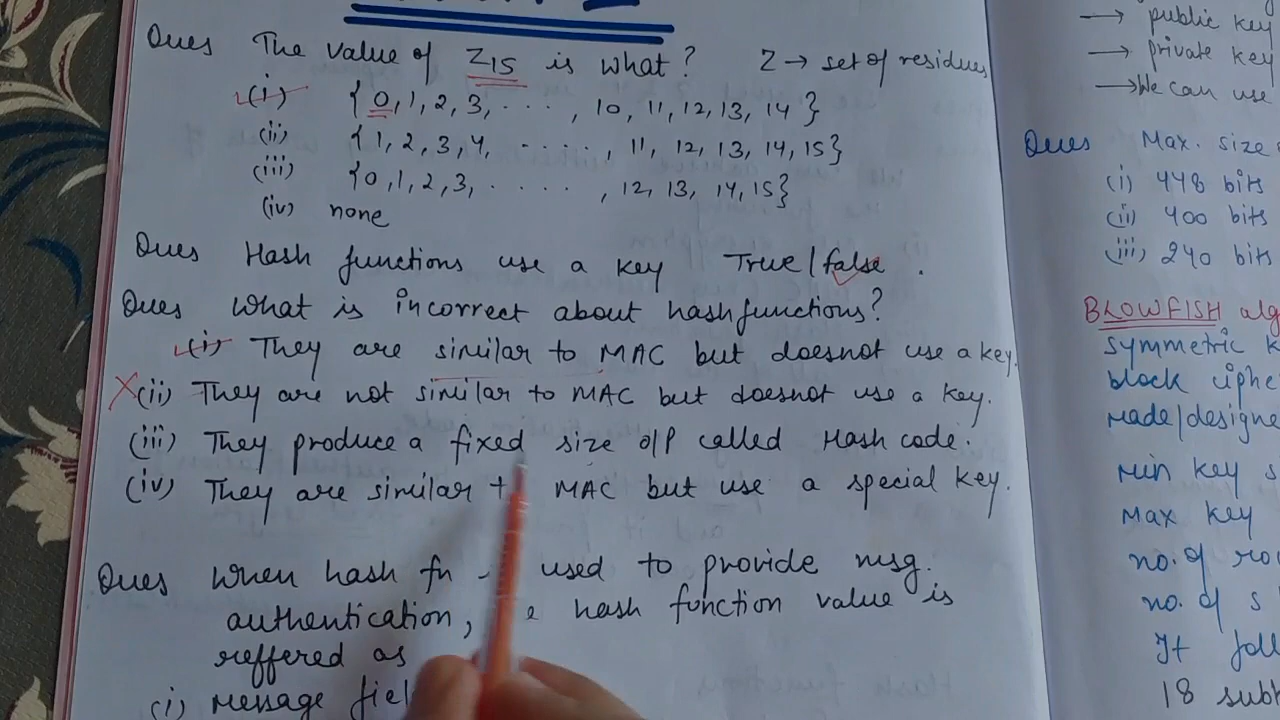 Ques The value of Z15 is what? Z → set of residues
(i) { 0, 1, 2, 3, ...., 10, 11, 12, 13, 14 }
(ii) { 1, 2, 3, 4, ....., 11, 12, 13, 14, 15}
(iii) {0, 1, 2, 3, ....., 12, 13, 14, 15}
(iv) none
Ques Hash functions use a key True/false.
Ques What is incorrect about hashfunctions?
(i) They are similar to MAC but doesnot use a key.
(ii) They are not similar to MAC but doesnot use a key.
(iii) They produce a fixed size o/p called Hash code.
(iv) They are similar MAC but use a special key.
Ques When hash fn used to provide msg.
authentication, hash function value is
reffered as
(i) message
→ public key
→ private key
→ We can use
Ques Max. size
(i) 448 bits
(ii) 400 bits
(iii) 240 bits
BLOWFISH
symmetric
block
made/
Min key
Max key
no. of
no. of s
It
18